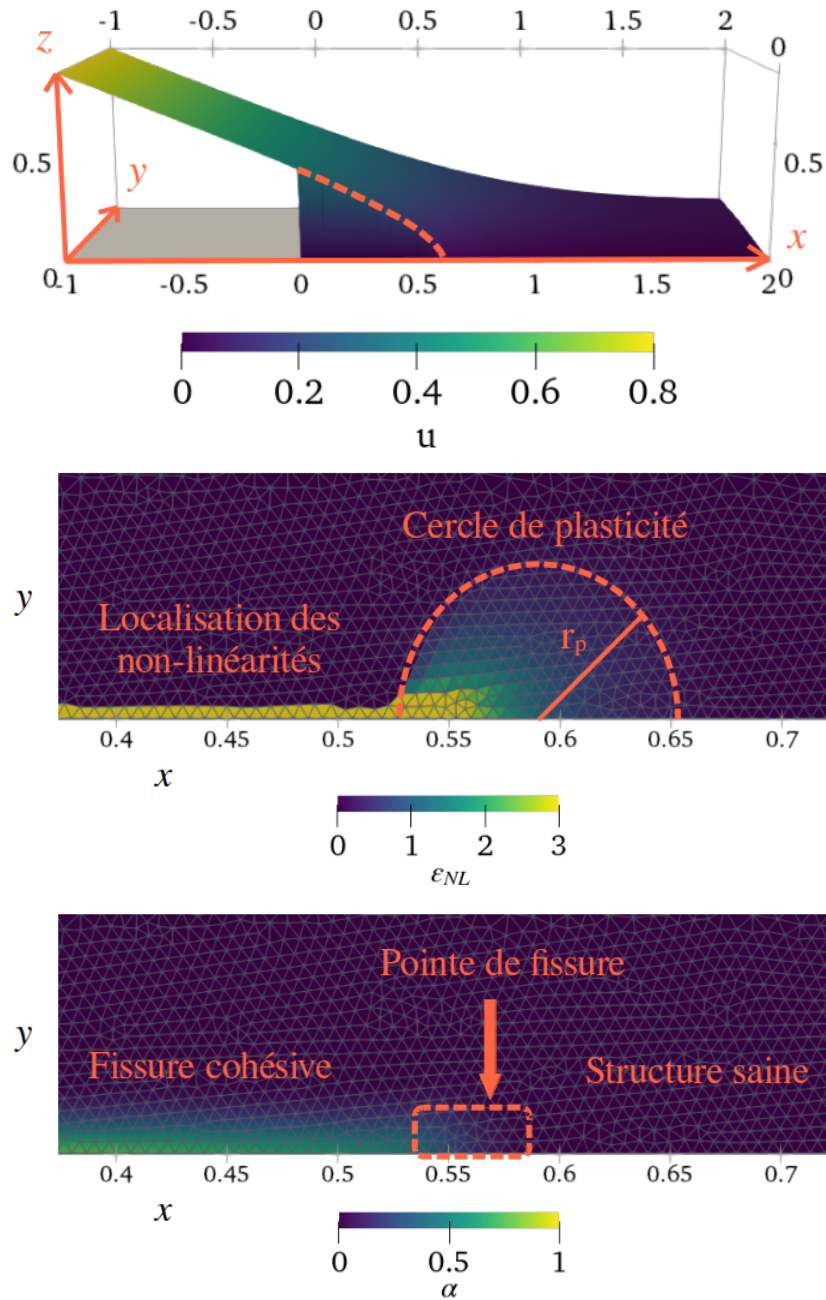 -1 -0.5 0 0.5 1 2 0
z
0.5 y 0.5
x
0 -1 -0.5 0 0.5 1 1.5 2 0
0 0.2 0.4 0.6 0.8
u
Cercle de plasticité
y
Localisation des
non-linéarités
r_p
0.4 0.45 0.5 0.55 0.6 0.65 0.7
x
0 1 2 3
ε_NL
Pointe de fissure
y
Fissure cohésive Structure saine
0.4 0.45 0.5 0.55 0.6 0.65 0.7
x
0 0.5 1
α